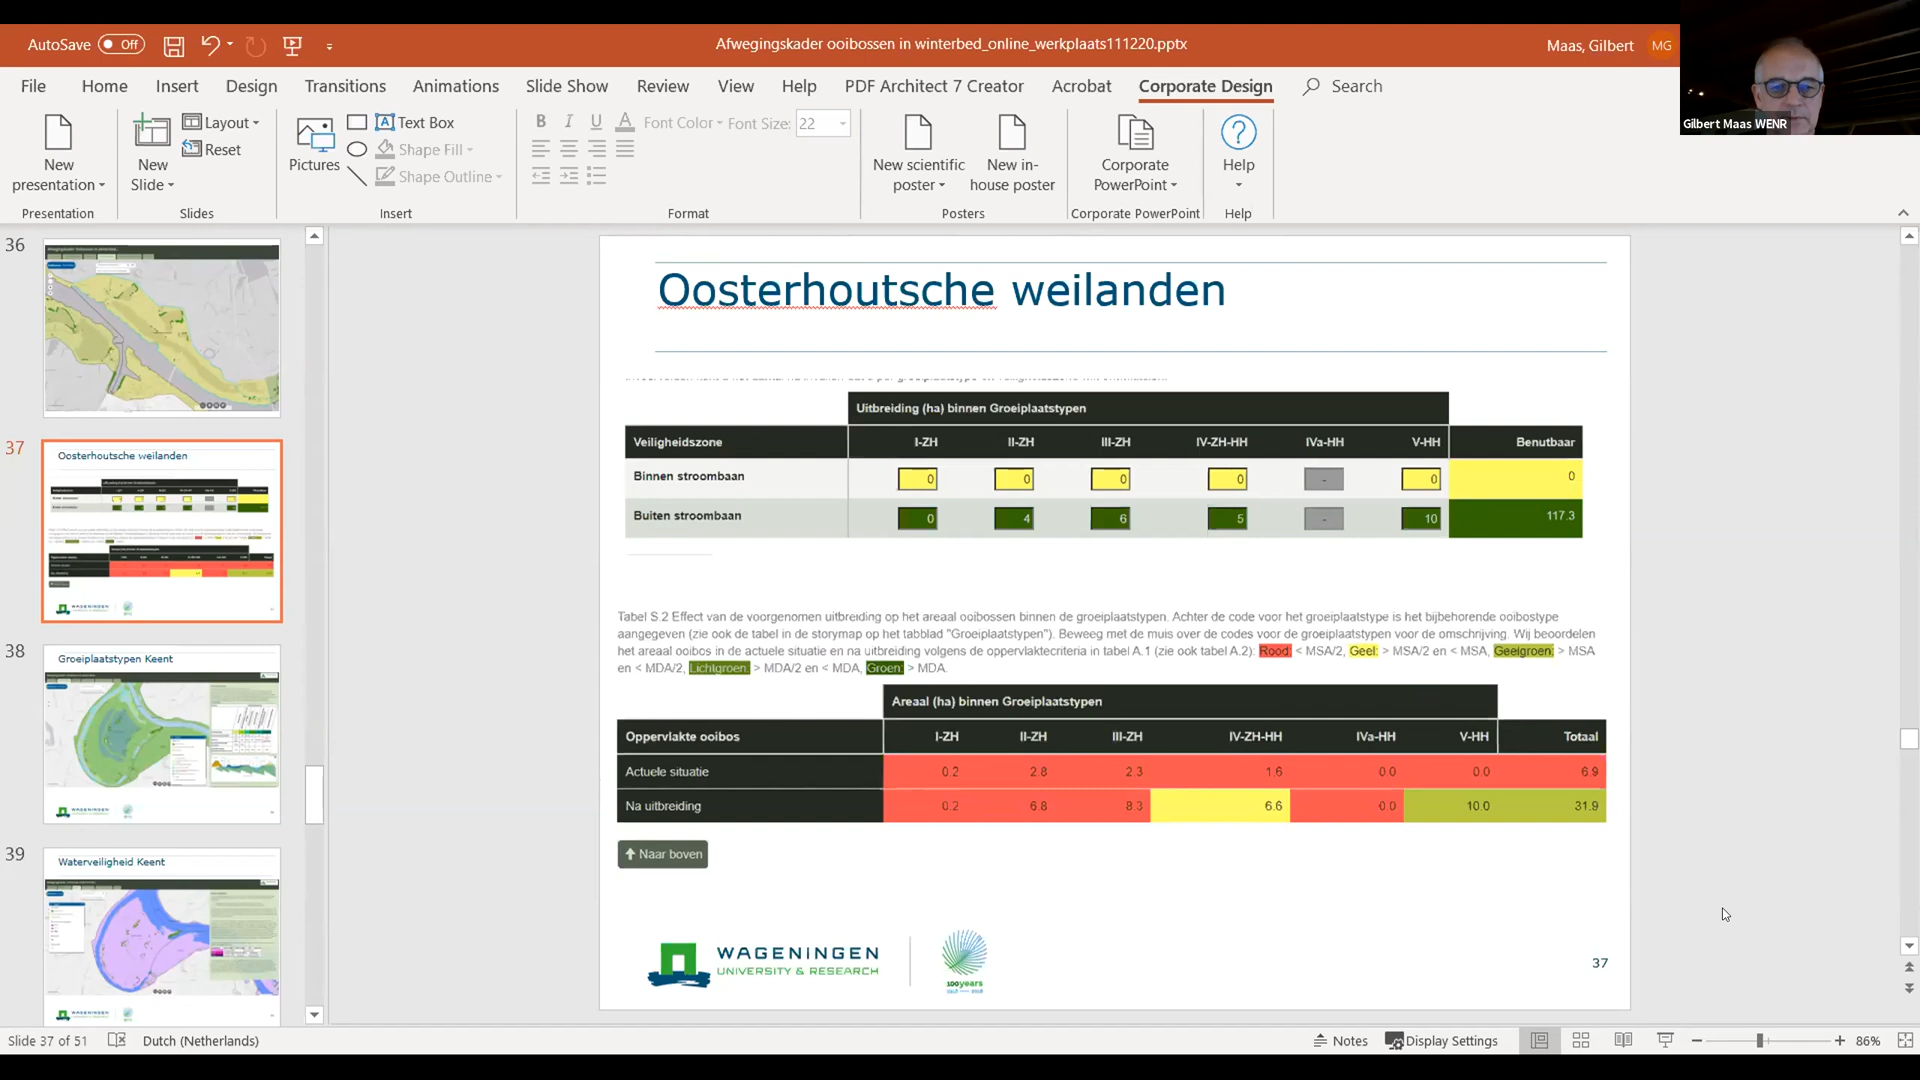 AutoSave Off
Afwegingskader ooibossen in winterbed_online_werkplaats111220.pptx
Maas, Gilbert MG
Gilbert Maas WENR
File Home Insert Design Transitions Animations Slide Show Review View Help PDF Architect 7 Creator Acrobat Corporate Design Search
New presentation
Presentation
New Slide
Layout
Reset
Slides
Pictures
Text Box
Shape Fill
Shape Outline
Insert
B I U A Font Color Font Size: 22
Format
New scientific poster
New in-house poster
Posters
Corporate PowerPoint
Corporate PowerPoint
Help
Help
36
37
Oosterhoutsche weilanden
38
Groeiplaatstypen Keent
39
Waterveiligheid Keent
Oosterhoutsche weilanden
Uitbreiding (ha) binnen Groeiplaatstypen
Veiligheidszone I-ZH II-ZH III-ZH IV-ZH-HH IVa-HH V-HH Benutbaar
Binnen stroombaan 0 0 0 0 - 0 0
Buiten stroombaan 0 4 6 5 - 10 117.3
Tabel S.2 Effect van de voorgenomen uitbreiding op het areaal ooibossen binnen de groeiplaatstypen. Achter de code voor het groeiplaatstype is het bijbehorende ooibostype
aangegeven (zie ook de tabel in de storymap op het tabblad "Groeiplaatstypen"). Beweeg met de muis over de codes voor de groeiplaatstypen voor de omschrijving. Wij beoordelen
het areaal ooibos in de actuele situatie en na uitbreiding volgens de oppervlaktecriteria in tabel A.1 (zie ook tabel A.2): Rood: < MSA/2, Geel: > MSA/2 en < MSA, Geelgroen: > MSA
en < MDA/2, Lichtgroen: > MDA/2 en < MDA, Groen: > MDA.
Areaal (ha) binnen Groeiplaatstypen
Oppervlakte ooibos I-ZH II-ZH III-ZH IV-ZH-HH IVa-HH V-HH Totaal
Actuele situatie 0.2 2.8 2.3 1.6 0.0 0.0 6.9
Na uitbreiding 0.2 6.8 8.3 6.6 0.0 10.0 31.9
Naar boven
WAGENINGEN
UNIVERSITY & RESEARCH
100years
37
Slide 37 of 51 Dutch (Netherlands) Notes Display Settings 86%